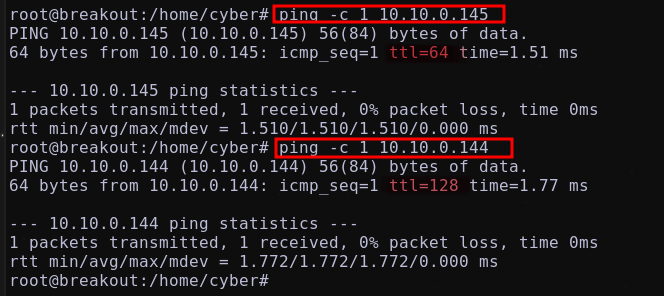 root@breakout:/home/cyber# ping -c 1 10.10.0.145
PING 10.10.0.145 (10.10.0.145) 56(84) bytes of data.
64 bytes from 10.10.0.145: icmp_seq=1 ttl=64 time=1.51 ms
--- 10.10.0.145 ping statistics ---
1 packets transmitted, 1 received, 0% packet loss, time 0ms
rtt min/avg/max/mdev = 1.510/1.510/1.510/0.000 ms
root@breakout:/home/cyber# ping -c 1 10.10.0.144
PING 10.10.0.144 (10.10.0.144) 56(84) bytes of data.
64 bytes from 10.10.0.144: icmp_seq=1 ttl=128 time=1.77 ms
--- 10.10.0.144 ping statistics ---
1 packets transmitted, 1 received, 0% packet loss, time 0ms
rtt min/avg/max/mdev = 1.772/1.772/1.772/0.000 ms
root@breakout:/home/cyber#